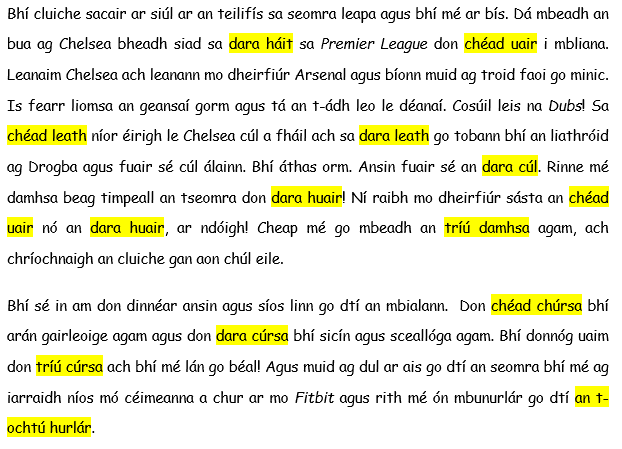 Bhí cluiche sacair ar siúl ar an teilifís sa seomra leapa agus bhí mé ar bís. Dá mbeadh an
bua ag Chelsea bheadh siad sa dara háit sa Premier League don chéad uair i mbliana.
Leanaim Chelsea ach leanann mo dheirfiúr Arsenal agus bíonn muid ag troid faoi go minic.
Is fearr liomsa an geansaí gorm agus tá an t-ádh leo le déanaí. Cosúil leis na Dubs! Sa
chéad leath níor éirigh le Chelsea cúl a fháil ach sa dara leath go tobann bhí an liathróid
ag Drogba agus fuair sé cúl álainn. Bhí áthas orm. Ansin fuair sé an dara cúl. Rinne mé
damhsa beag timpeall an tseomra don dara huair! Ní raibh mo dheirfiúr sásta an chéad
uair nó an dara huair, ar ndóigh! Cheap mé go mbeadh an tríú damhsa agam, ach
chríochnaigh an cluiche gan aon chúl eile.
Bhí sé in am don dinnéar ansin agus síos linn go dtí an mbialann. Don chéad chúrsa bhí
arán gairleoige agam agus don dara cúrsa bhí sicín agus sceallóga agam. Bhí donnóg uaim
don tríú cúrsa ach bhí mé lán go béal! Agus muid ag dul ar ais go dtí an seomra bhí mé ag
iarraidh níos mó céimeanna a chur ar mo Fitbit agus rith mé ón mbunurlár go dtí an t-
ochtú hurlár.